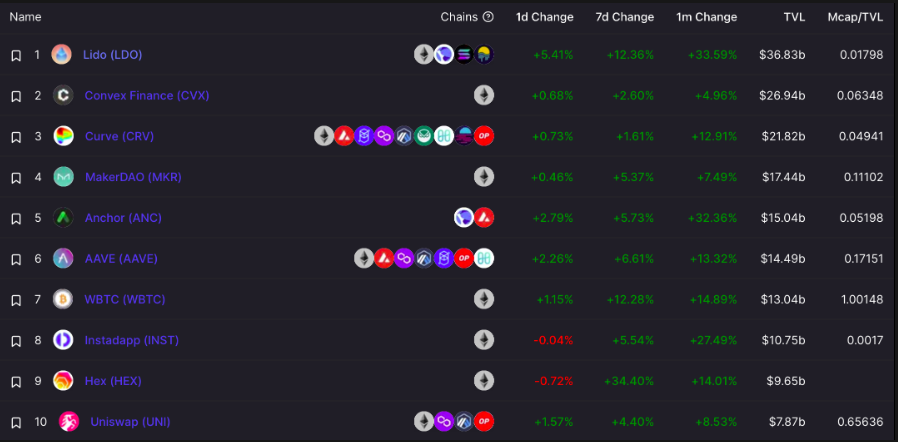 Name Chains ? 1d Change 7d Change 1m Change TVL Mcap/TVL
1 Lido (LDO) +5.41% +12.36% +33.59% $36.83b 0.01798
2 Convex Finance (CVX) +0.68% +2.60% +4.96% $26.94b 0.06348
3 Curve (CRV) OP +0.73% +1.61% +12.91% $21.82b 0.04941
4 MakerDAO (MKR) +0.46% +5.37% +7.49% $17.44b 0.11102
5 Anchor (ANC) +2.79% +5.73% +32.36% $15.04b 0.05198
6 AAVE (AAVE) OP +2.26% +6.61% +13.32% $14.49b 0.17151
7 WBTC (WBTC) +1.15% +12.28% +14.89% $13.04b 1.00148
8 Instadapp (INST) -0.04% +5.54% +27.49% $10.75b 0.0017
9 Hex (HEX) -0.72% +34.40% +14.01% $9.65b
10 Uniswap (UNI) OP +1.57% +4.40% +8.53% $7.87b 0.65636